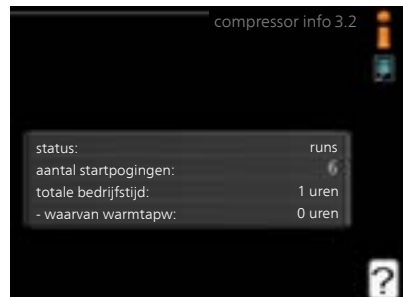 compressor info 3.2
status: runs
aantal startpogingen: 6
totale bedrijfstijd: 1 uren
- waarvan warmtapw: 0 uren
?